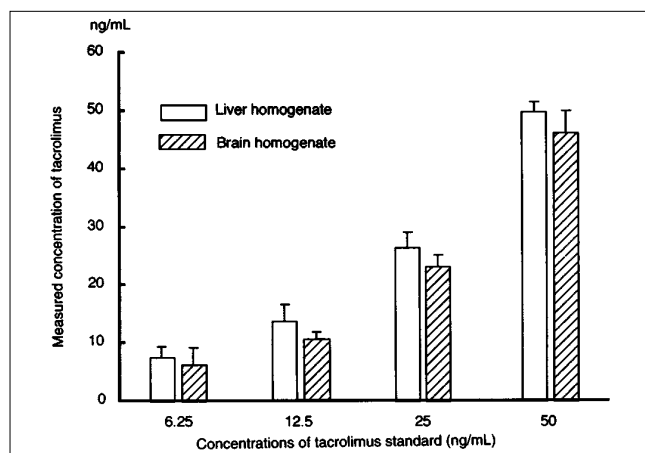 ng/mL
60
50
40
30
20
10
0
Measured concentration of tacrolimus
Liver homogenate
Brain homogenate
6.25 12.5 25 50
Concentrations of tacrolimus standard (ng/mL)